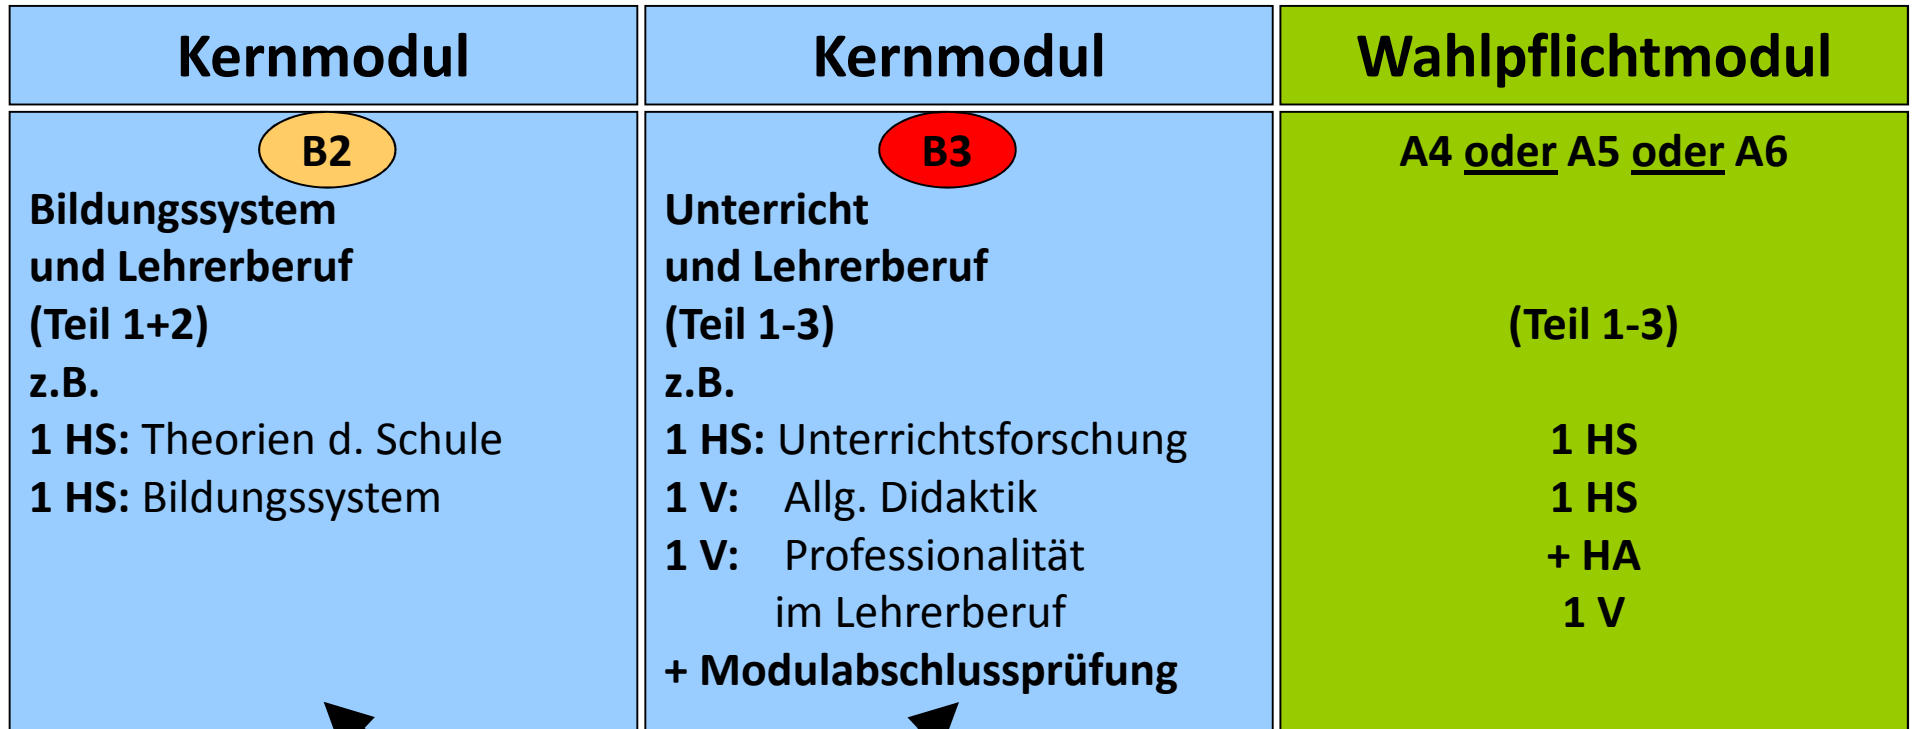 Kernmodul
Kernmodul
Wahlpflichtmodul
B2
Bildungssystem
und Lehrerberuf
(Teil 1+2)
z.B.
1 HS: Theorien d. Schule
1 HS: Bildungssystem
B3
Unterricht
und Lehrerberuf
(Teil 1-3)
z.B.
1 HS: Unterrichtsforschung
1 V: Allg. Didaktik
1 V: Professionalität
im Lehrerberuf
+ Modulabschlussprüfung
A4 oder A5 oder A6
(Teil 1-3)
1 HS
1 HS
+ HA
1 V